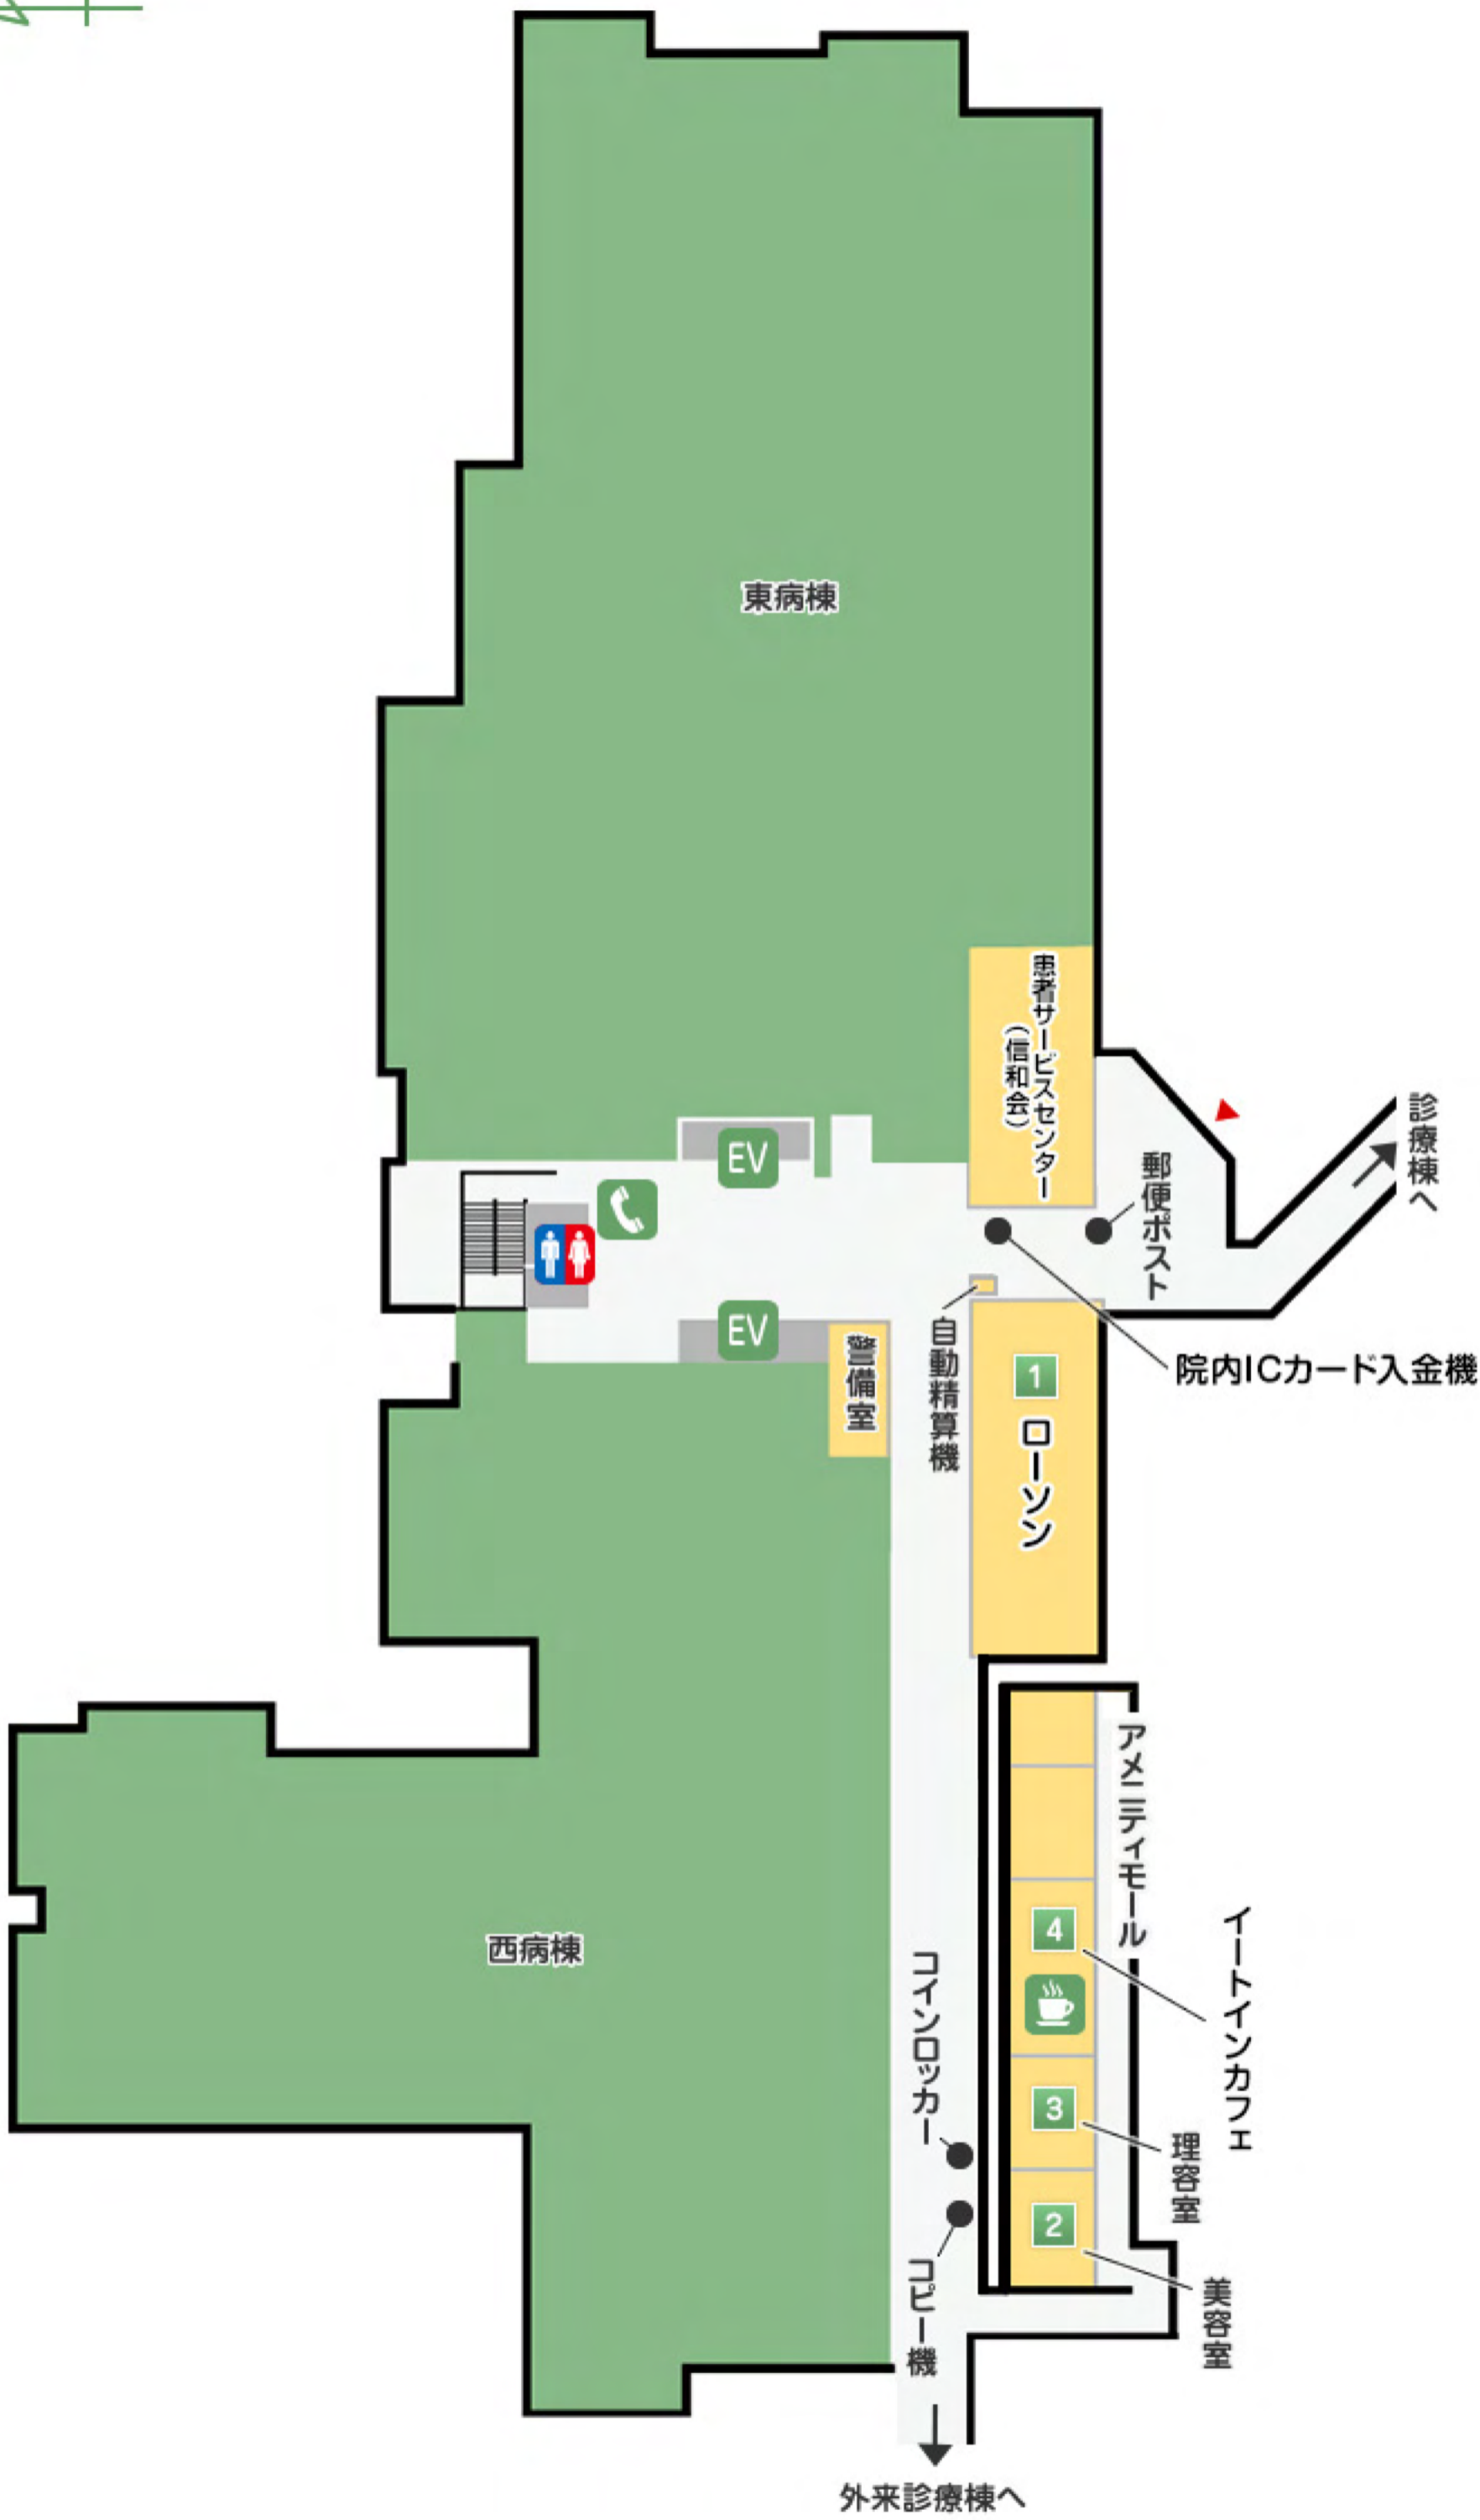 東病棟
患者サービスセンター
（信和会）
EV
診療棟へ
郵便ポスト
EV
警備室
自動精算機
院内ICカード入金機
1
ローソン
アメニティモール
4
イートインカフェ
西病棟
コインロッカー
3
理容室
2
美容室
コピー機
外来診療棟へ